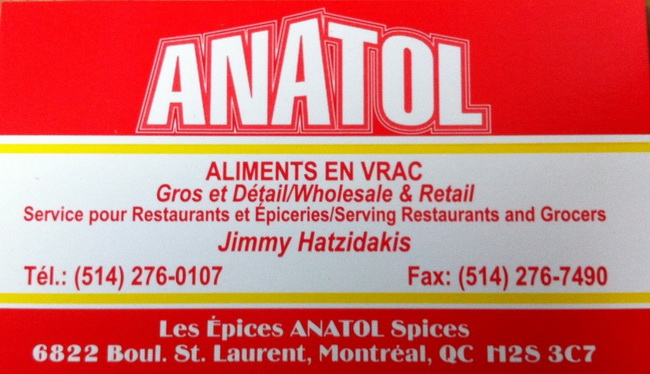 ANATOL
ALIMENTS EN VRAC
Gros et Détail/Wholesale & Retail
Service pour Restaurants et Épiceries/Serving Restaurants and Grocers
Jimmy Hatzidakis
Tél.: (514) 276-0107 Fax: (514) 276-7490
Les Épices ANATOL Spices
6822 Boul. St. Laurent, Montréal, QC H2S 3C7